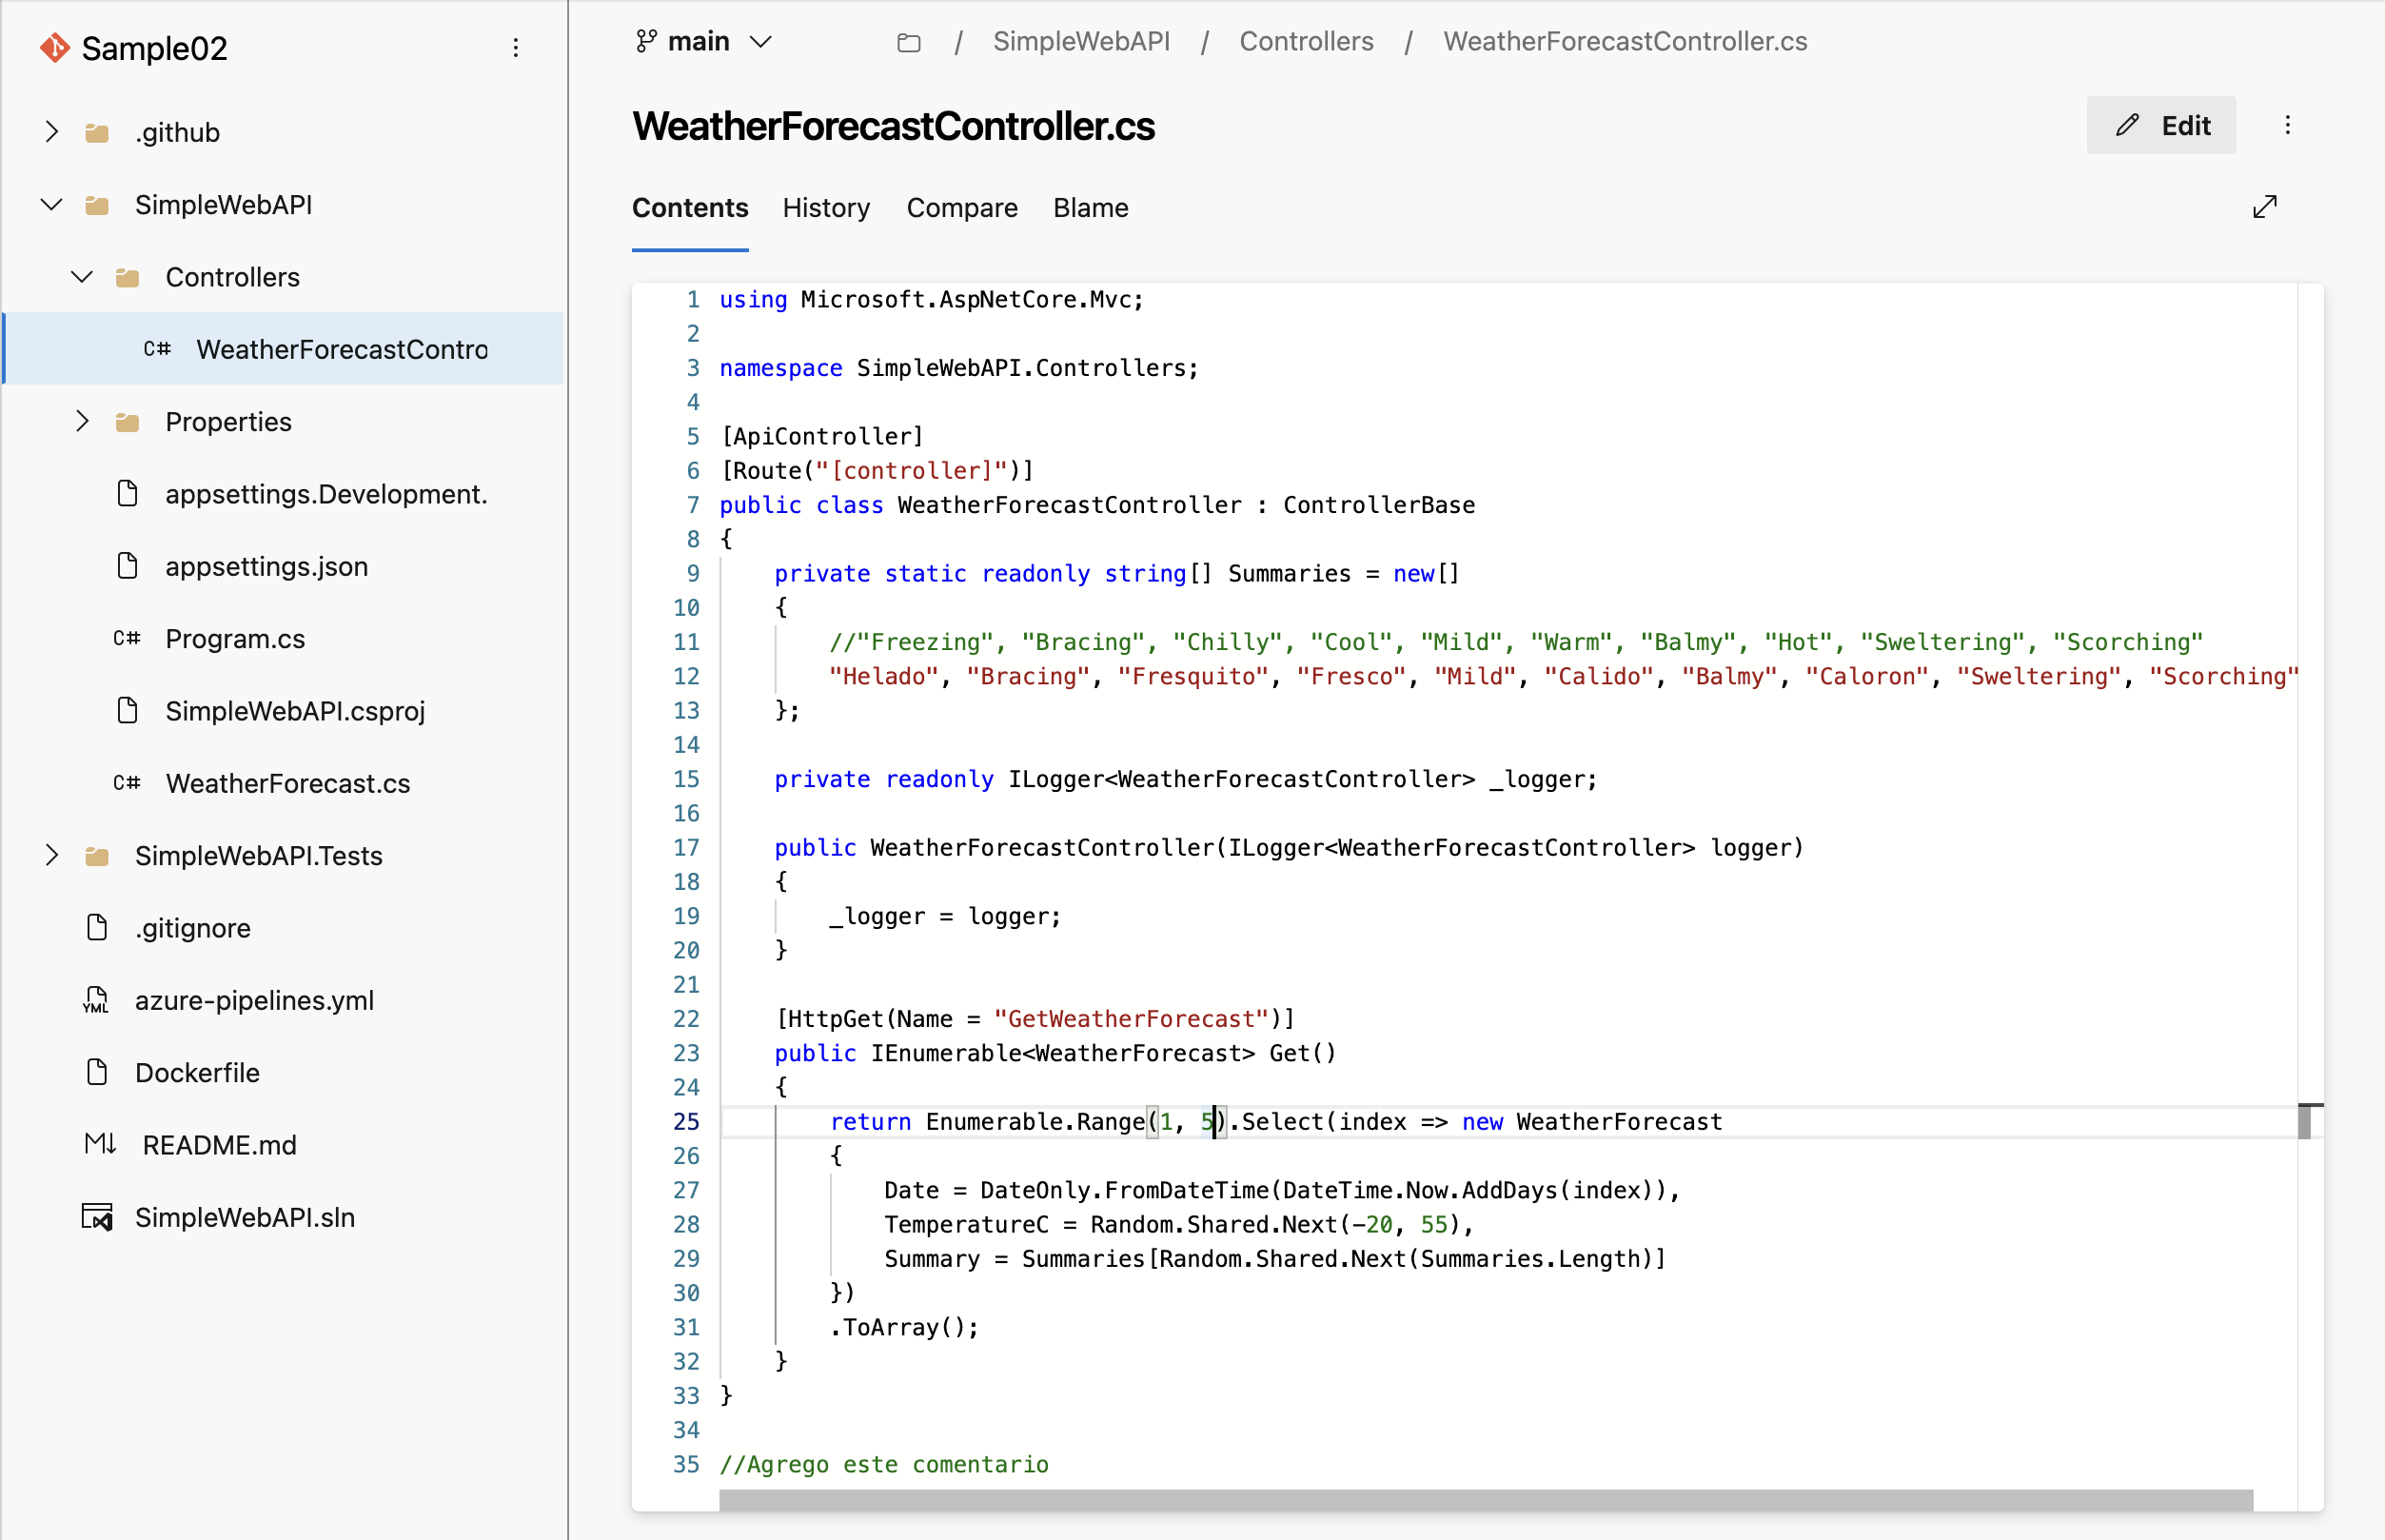 Sample02
.github
SimpleWebAPI
Controllers
C# WeatherForecastContro
Properties
appsettings.Development.
appsettings.json
C# Program.cs
SimpleWebAPI.csproj
C# WeatherForecast.cs
SimpleWebAPI.Tests
.gitignore
YML azure-pipelines.yml
Dockerfile
M↓ README.md
SimpleWebAPI.sln
main / SimpleWebAPI / Controllers / WeatherForecastController.cs
WeatherForecastController.cs
Edit
Contents History Compare Blame
1 using Microsoft.AspNetCore.Mvc;
2
3 namespace SimpleWebAPI.Controllers;
4
5 [ApiController]
6 [Route("[controller]")]
7 public class WeatherForecastController : ControllerBase
8 {
9 private static readonly string[] Summaries = new[]
10 {
11 //"Freezing", "Bracing", "Chilly", "Cool", "Mild", "Warm", "Balmy", "Hot", "Sweltering", "Scorching"
12 "Helado", "Bracing", "Fresquito", "Fresco", "Mild", "Calido", "Balmy", "Caloron", "Sweltering", "Scorching"
13 };
14
15 private readonly ILogger<WeatherForecastController> _logger;
16
17 public WeatherForecastController(ILogger<WeatherForecastController> logger)
18 {
19 _logger = logger;
20 }
21
22 [HttpGet(Name = "GetWeatherForecast")]
23 public IEnumerable<WeatherForecast> Get()
24 {
25 return Enumerable.Range(1, 5).Select(index => new WeatherForecast
26 {
27 Date = DateOnly.FromDateTime(DateTime.Now.AddDays(index)),
28 TemperatureC = Random.Shared.Next(-20, 55),
29 Summary = Summaries[Random.Shared.Next(Summaries.Length)]
30 })
31 .ToArray();
32 }
33 }
34
35 //Agrego este comentario